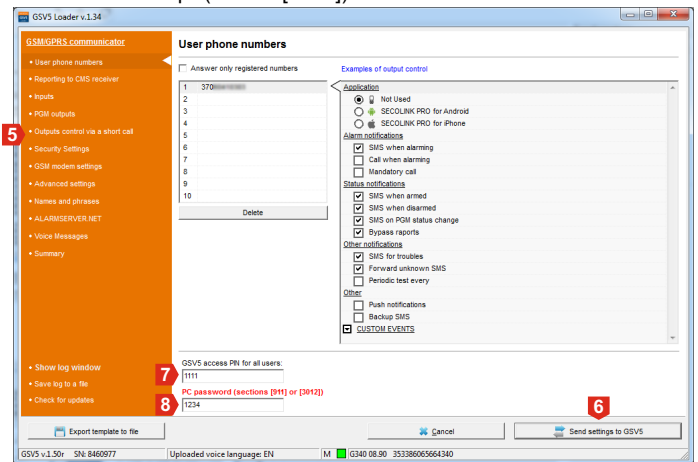 GSV5 Loader v.1.34
GSM/GPRS communicator
• User phone numbers
• Reporting to CMS receiver
• Inputs
• PGM outputs
• Outputs control via a short call
• Security Settings
• GSM modem settings
• Advanced settings
• Names and phrases
• ALARMSERVER.NET
• Voice Messages
• Summary
5
• Show log window
• Save log to a file
• Check for updates
User phone numbers
Answer only registered numbers
1 370
2
3
4
5
6
7
8
9
10
Delete
Examples of output control
Application
Not Used
SECOLINK PRO for Android
SECOLINK PRO for iPhone
Alarm notifications
SMS when alarming
Call when alarming
Mandatory call
Status notifications
SMS when armed
SMS when disarmed
SMS on PGM status change
Bypass reports
Other notifications
SMS for troubles
Forward unknown SMS
Periodic test every
Other
Push notifications
Backup SMS
CUSTOM EVENTS
GSV5 access PIN for all users:
7
1111
PC password (sections [911] or [3012])
8
1234
6
Export template to file
Cancel
Send settings to GSV5
GSV5 v.1.50r SN: 8460977
Uploaded voice language: EN
M G340 08.90 353386065664340